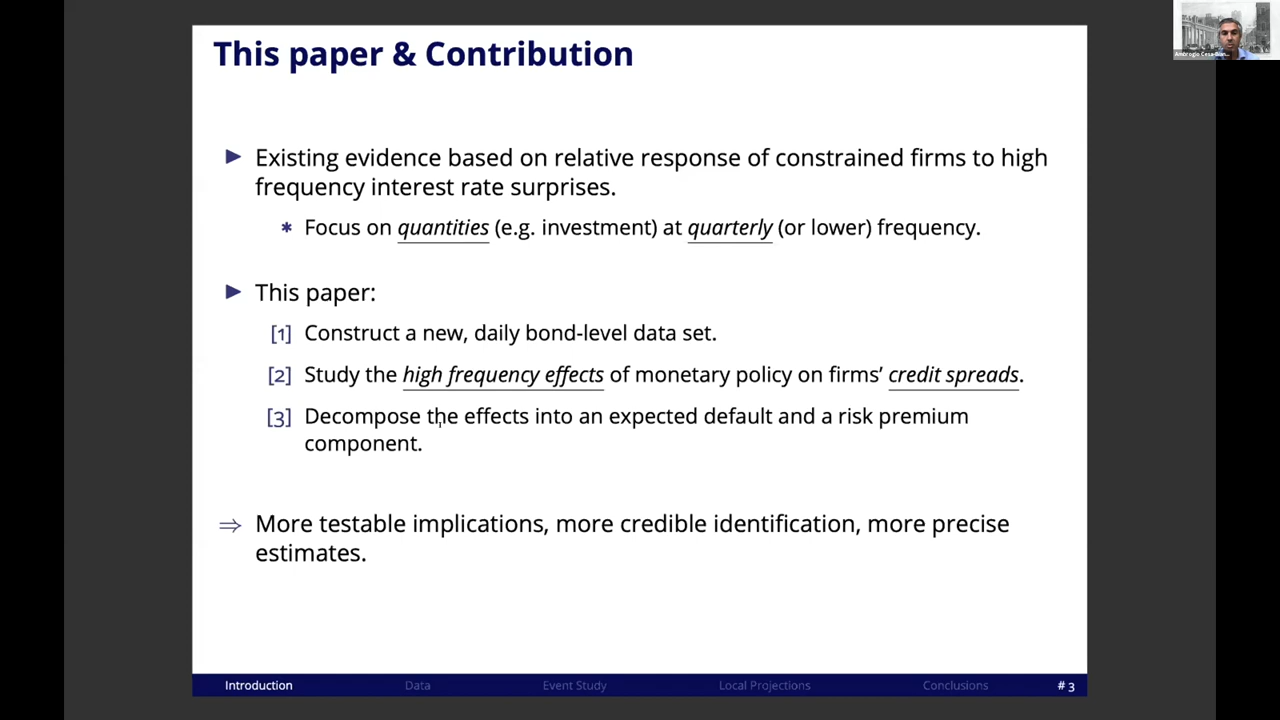 This paper & Contribution
Existing evidence based on relative response of constrained firms to high
frequency interest rate surprises.
Focus on quantities (e.g. investment) at quarterly (or lower) frequency.
This paper:
[1] Construct a new, daily bond-level data set.
[2] Study the high frequency effects of monetary policy on firms' credit spreads.
[3] Decompose the effects into an expected default and a risk premium
component.
⇒ More testable implications, more credible identification, more precise
estimates.
Introduction Data Event Study Local Projections Conclusions # 3
Ambrogio Cesa